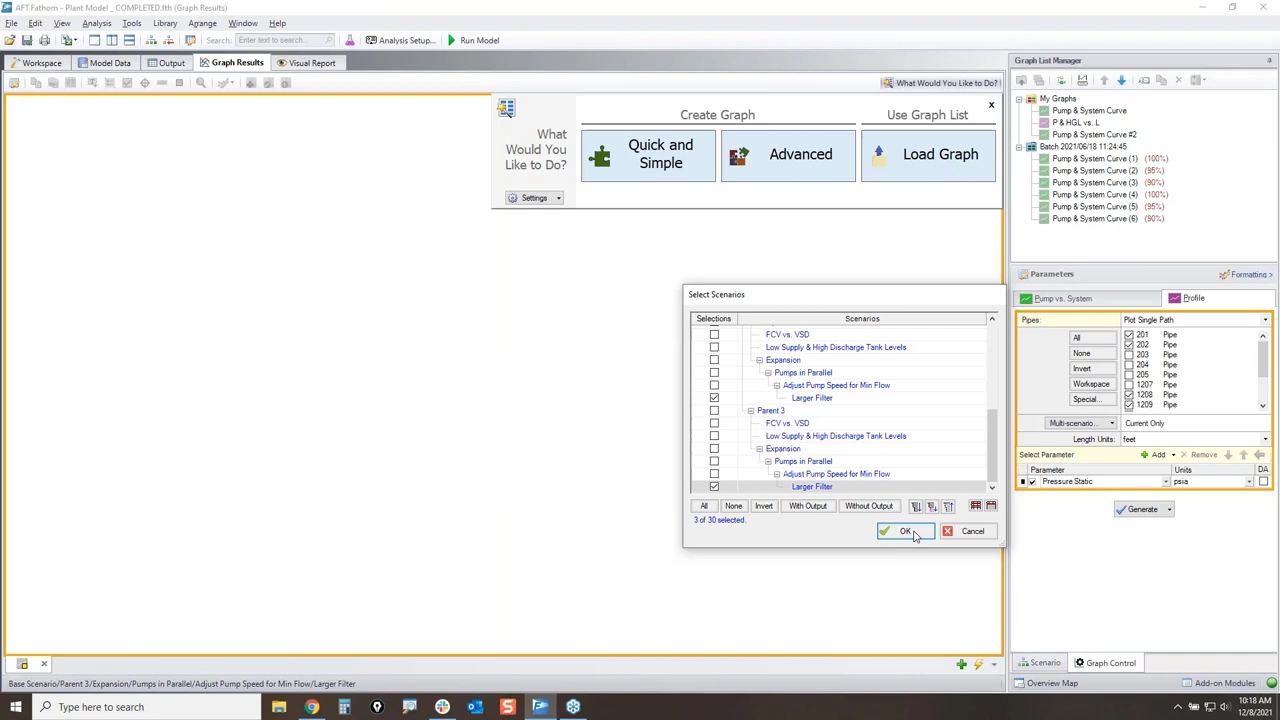 AFT Fathom - Plant Model _ COMPLETED.fth (Graph Results)
File Edit View Analysis Tools Library Arrange Window Help
Search: Enter text to search... Analysis Setup... Run Model
Workspace Model Data Output Graph Results Visual Report
What Would You Like to Do?
What Would You Like to Do?
Settings
Create Graph
Quick and Simple
Advanced
Use Graph List
Load Graph
Select Scenarios
Selections Scenarios
FCV vs. VSD
Low Supply & High Discharge Tank Levels
Expansion
Pumps in Parallel
Adjust Pump Speed for Min Flow
Larger Filter
Parent 3
FCV vs. VSD
Low Supply & High Discharge Tank Levels
Expansion
Pumps in Parallel
Adjust Pump Speed for Min Flow
Larger Filter
All None Invert With Output Without Output
3 of 30 selected.
OK Cancel
Graph List Manager
My Graphs
Pump & System Curve
P & HGL vs. L
Pump & System Curve #2
Batch 2021/06/18 11:24:45
Pump & System Curve (1) (100%)
Pump & System Curve (2) (95%)
Pump & System Curve (3) (90%)
Pump & System Curve (4) (100%)
Pump & System Curve (5) (95%)
Pump & System Curve (6) (90%)
Parameters Formatting >
Pump vs. System Profile
Pipes: Plot Single Path
All
None
Invert
Workspace
Special...
201 Pipe
202 Pipe
203 Pipe
204 Pipe
205 Pipe
1207 Pipe
1208 Pipe
1209 Pipe
Multi-scenario... Current Only
Length Units: feet
Select Parameter Add Remove
Parameter Units DA
Pressure Static psia
Generate
Scenario Graph Control
Base Scenario/Parent 3/Expansion/Pumps in Parallel/Adjust Pump Speed for Min Flow/Larger Filter
Overview Map Add-on Modules
Type here to search
10:18 AM
12/8/2021